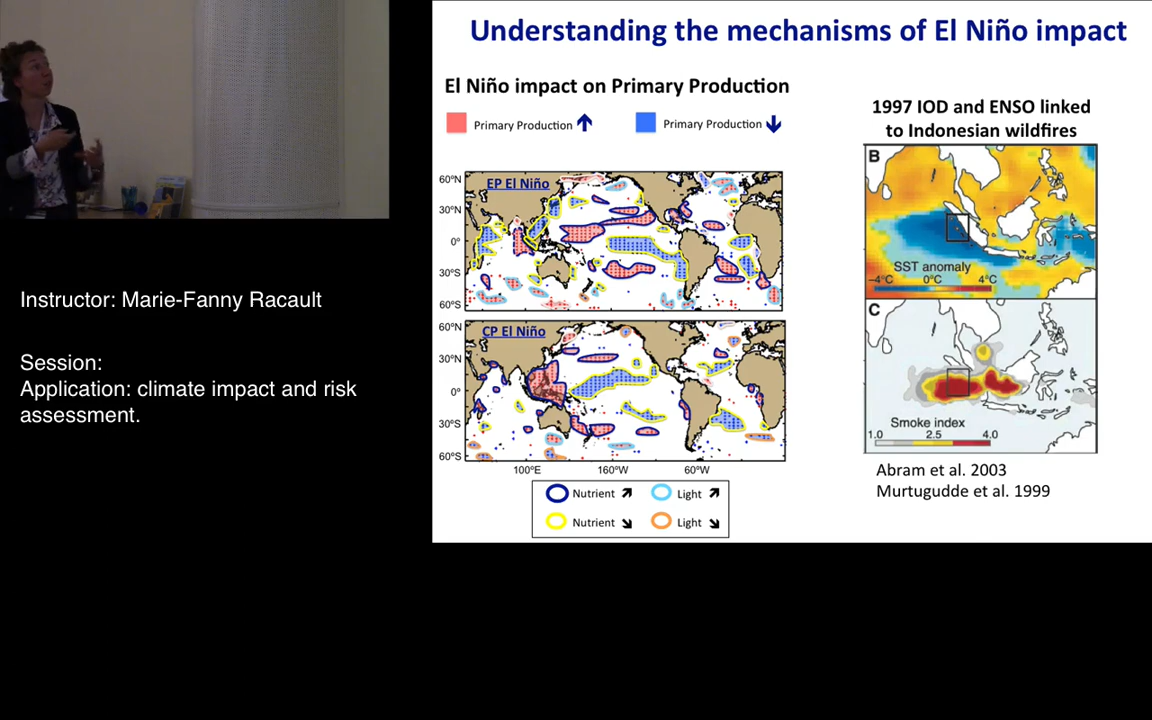 Understanding the mechanisms of El Niño impact
El Niño impact on Primary Production
Primary Production
Primary Production
EP El Niño
60°N
30°N
0°
30°S
60°S
CP El Niño
60°N
30°N
0°
30°S
60°S
100°E
160°W
60°W
Nutrient
Light
Nutrient
Light
1997 IOD and ENSO linked
to Indonesian wildfires
B
SST anomaly
–4°C 0°C 4°C
C
Smoke index
1.0 2.5 4.0
Abram et al. 2003
Murtugudde et al. 1999
Instructor: Marie-Fanny Racault
Session:
Application: climate impact and risk
assessment.